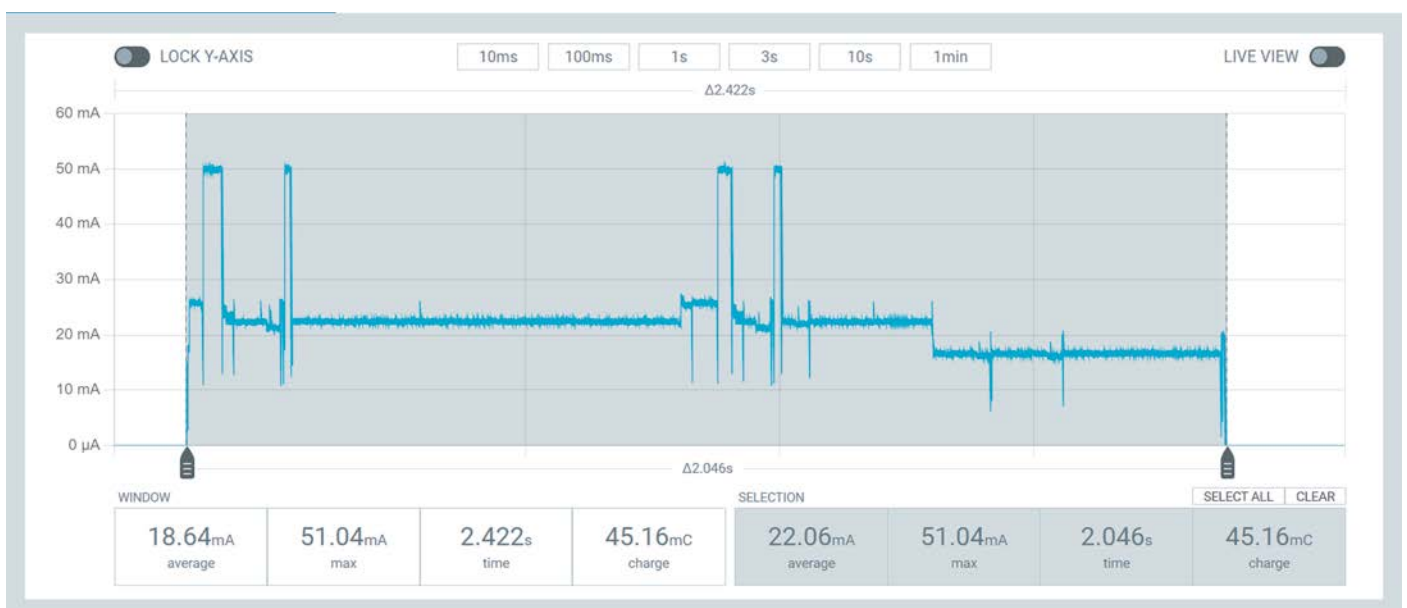 LOCK Y-AXIS 10ms 100ms 1s 3s 10s 1min LIVE VIEW
Δ2.422s
60 mA
50 mA
40 mA
30 mA
20 mA
10 mA
0 µA
Δ2.046s
WINDOW SELECTION SELECT ALL CLEAR
18.64mA 51.04mA 2.422s 45.16mC 22.06mA 51.04mA 2.046s 45.16mC
average max time charge average max time charge